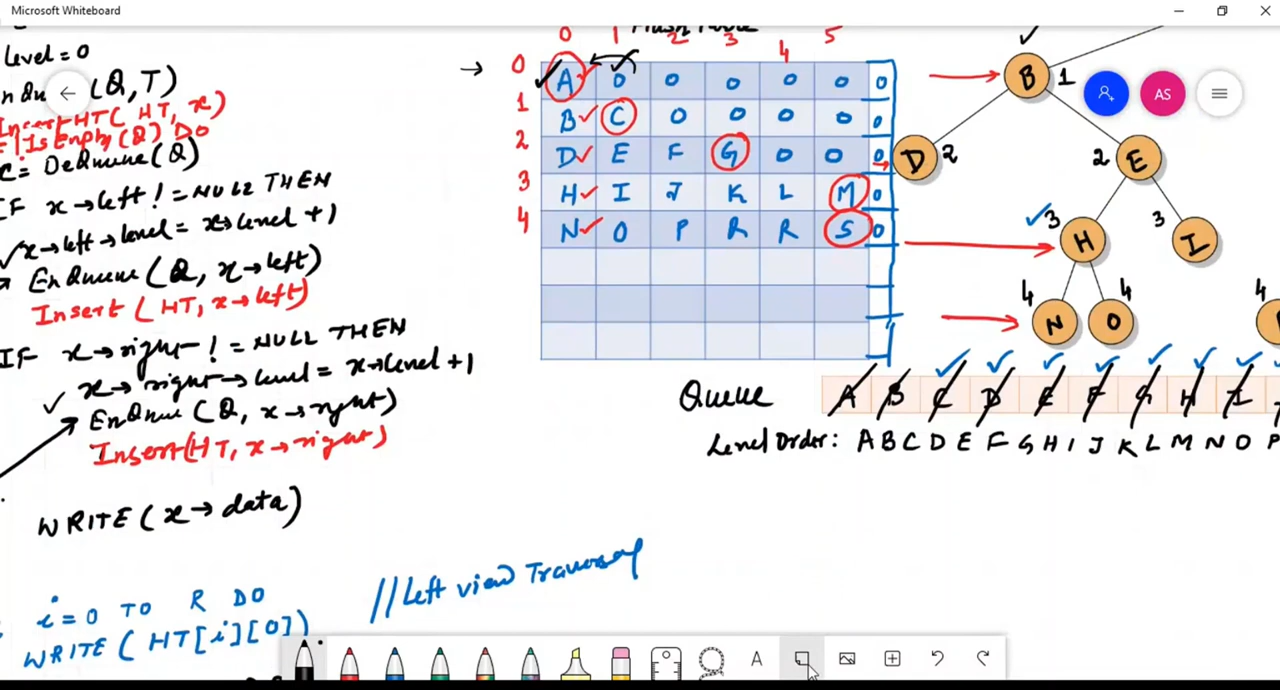 Microsoft Whiteboard
level = 0
(Q, T)
Insert HT ( HT, x )
! Is Empty (Q) DO
= DeQueue (Q)
IF x → left ! = NULL THEN
x → left → level = x → level + 1
EnQueue (Q, x → left)
Insert ( HT, x → left )
IF x → right ! = NULL THEN
x → right → level = x → level + 1
EnQueue (Q, x → right)
Insert (HT, x → right)
WRITE ( x → data )
i = 0 TO R DO
WRITE ( HT[i][0] )
// Left view Traversal
0 1 2 3 4 5
0 A 0 0 0 0 0 0
1 B C 0 0 0 0 0
2 D E F G 0 0 0
3 H I J K L M 0
4 N O P R R S 0
B 1
AS
D 2
2 E
3 H
3 I
4 N
4 O
4
Queue A B C D E F G H I
Level Order: A B C D E F G H I J K L M N O P
A